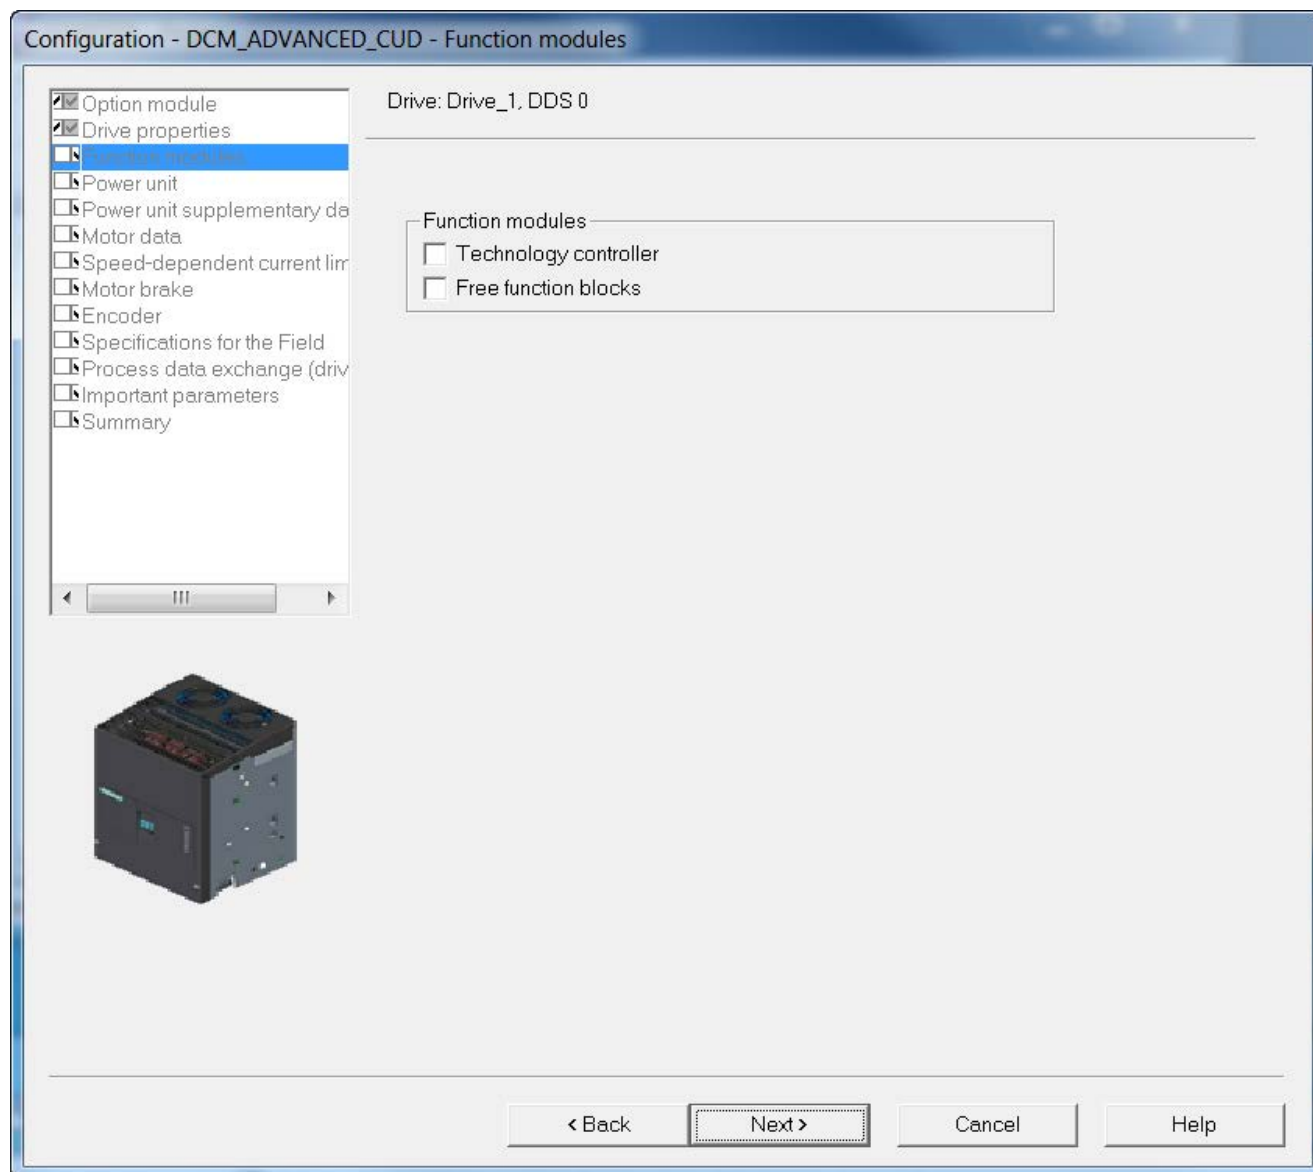 Configuration - DCM_ADVANCED_CUD - Function modules
Option module
Drive properties
Function modules
Power unit
Power unit supplementary da
Motor data
Speed-dependent current lim
Motor brake
Encoder
Specifications for the Field
Process data exchange (driv
Important parameters
Summary
Drive: Drive_1, DDS 0
Function modules
Technology controller
Free function blocks
< Back
Next >
Cancel
Help